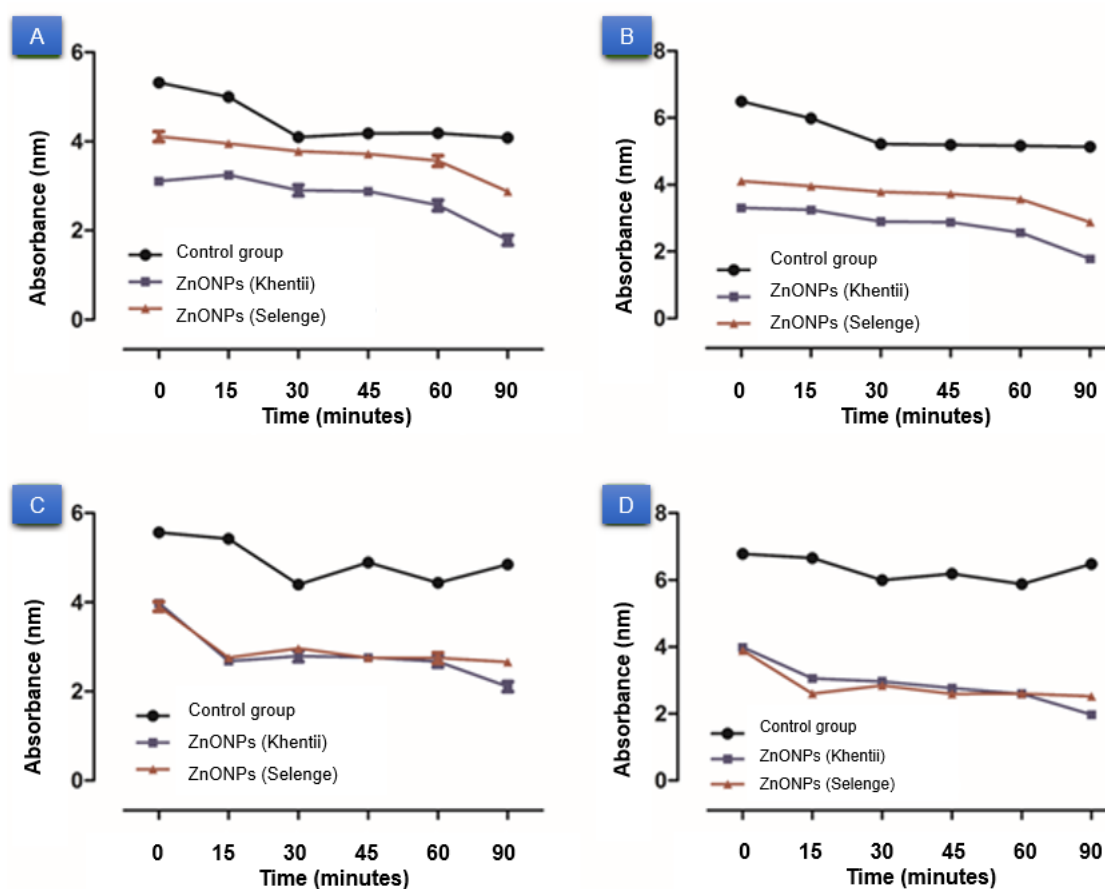 A
6
4
2
0
Absorbance (nm)
Control group
ZnONPs (Khentii)
ZnONPs (Selenge)
0 15 30 45 60 90
Time (minutes)
B
8
6
4
2
0
Absorbance (nm)
Control group
ZnONPs (Khentii)
ZnONPs (Selenge)
0 15 30 45 60 90
Time (minutes)
C
6
4
2
0
Absorbance (nm)
Control group
ZnONPs (Khentii)
ZnONPs (Selenge)
0 15 30 45 60 90
Time (minutes)
D
8
6
4
2
0
Absorbance (nm)
Control group
ZnONPs (Khentii)
ZnONPs (Selenge)
0 15 30 45 60 90
Time (minutes)